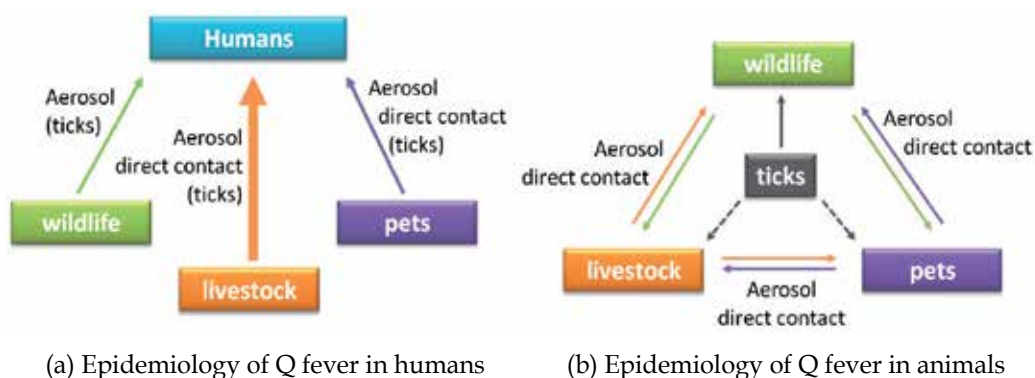 Humans
Aerosol
(ticks)
Aerosol
direct contact
(ticks)
Aerosol
direct contact
(ticks)
wildlife
pets
livestock
(a) Epidemiology of Q fever in humans
wildlife
Aerosol
direct contact
Aerosol
direct contact
ticks
livestock
pets
Aerosol
direct contact
(b) Epidemiology of Q fever in animals